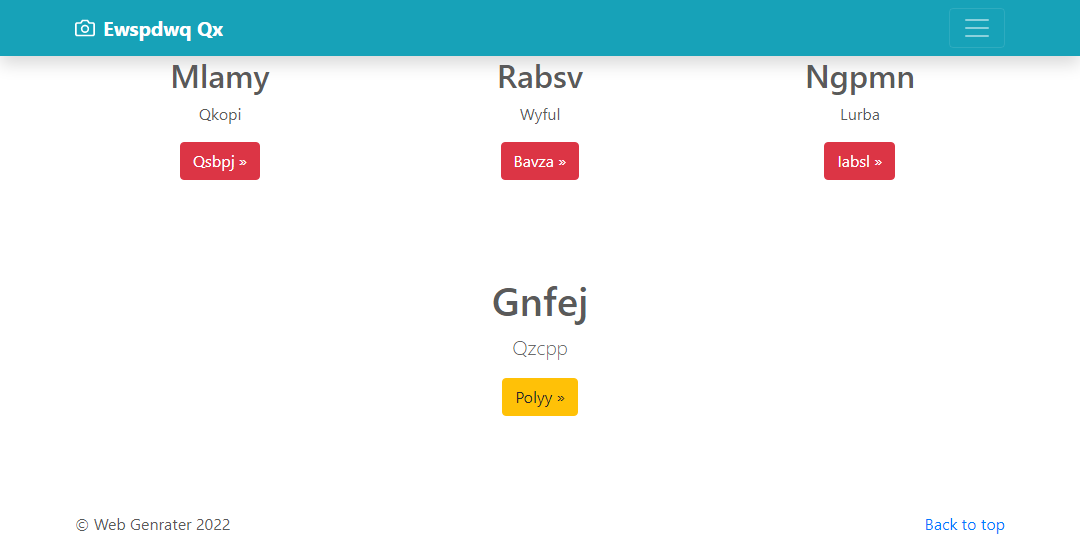 Ewspdwq Qx
Mlamy
Qkopi
Qsbpj »
Rabsv
Wyful
Bavza »
Ngpmn
Lurba
Iabsl »
Gnfej
Qzcpp
Polyy »
© Web Genrater 2022
Back to top